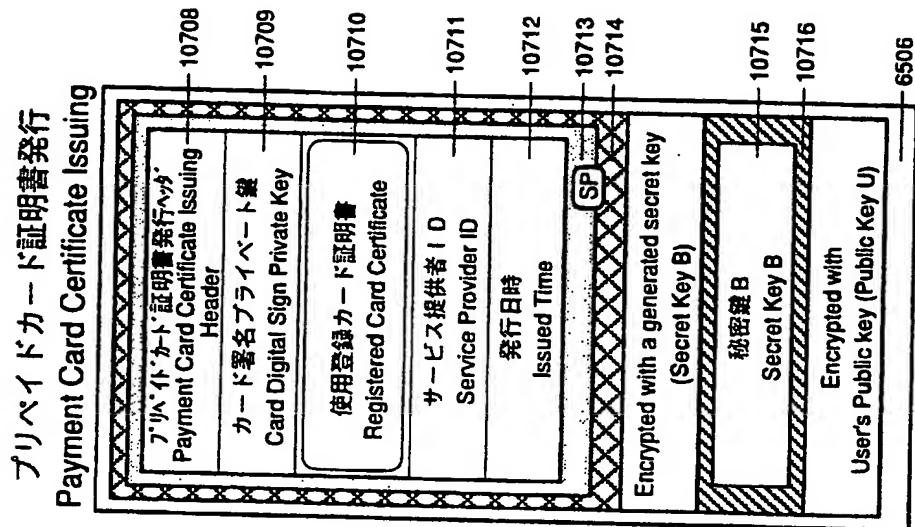 プリペイドカード証明書発行
Payment Card Certificate Issuing
プリペイドカード証明書発行ヘッダ
Payment Card Certificate Issuing
Header
10708
カード署名プライベート鍵
Card Digital Sign Private Key
10709
使用登録カード証明書
Registered Card Certificate
10710
サービス提供者ID
Service Provider ID
10711
発行日時
Issued Time
10712
SP
10713
10714
Encrypted with a generated secret key
(Secret Key B)
秘密鍵 B
Secret Key B
10715
10716
Encrypted with
User's Public key (Public Key U)
6506